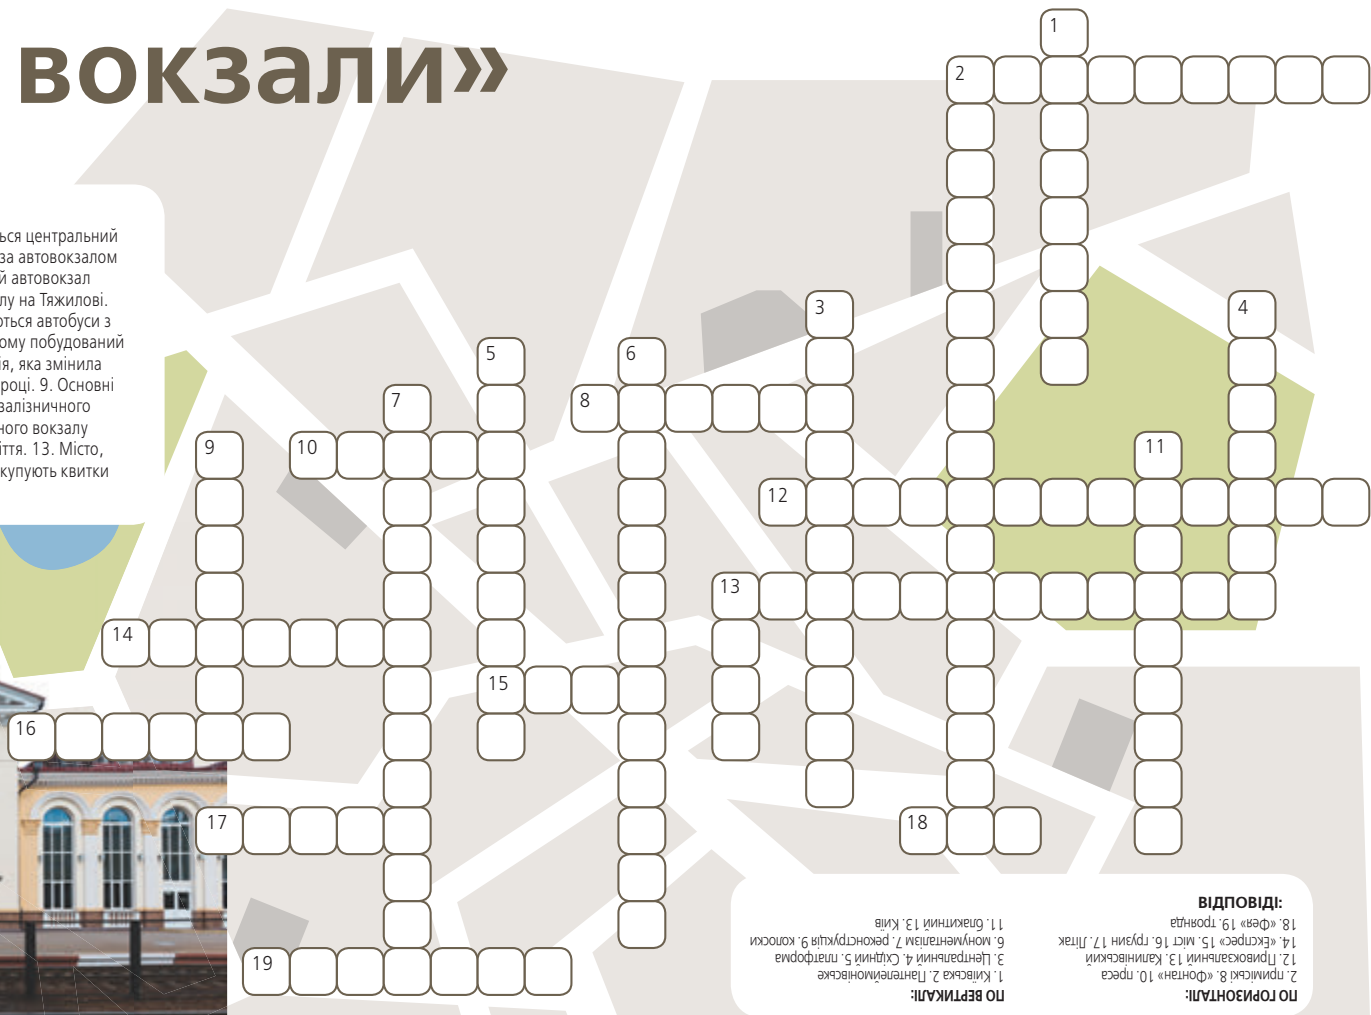 вокзали»
ться центральний
за автовокзалом
й автовокзал
лу на Тяжилові.
ються автобуси з
ому побудований
ія, яка змінила
році. 9. Основні
залізничного
ного вокзалу
ття. 13. Місто,
купують квитки
1
2
3
4
5
6
7
8
9
10
11
12
13
14
15
16
17
18
19
ВІДПОВІДІ:
ПО ГОРИЗОНТАЛІ:
2. приміські 8. «Фонтан» 10. преса
12. Привокзальний 13. Калинівський
14. «Експрес» 15. міст 16. грузин 17. Літак
18. «Фея» 19. троянда
ПО ВЕРТИКАЛІ:
1. Київська 2. Пантелеймонівське
3. Центральний 4. Східний 5. платформа
6. монументалізм 7. реконструкція 9. колоски
11. блакитний 13. Київ